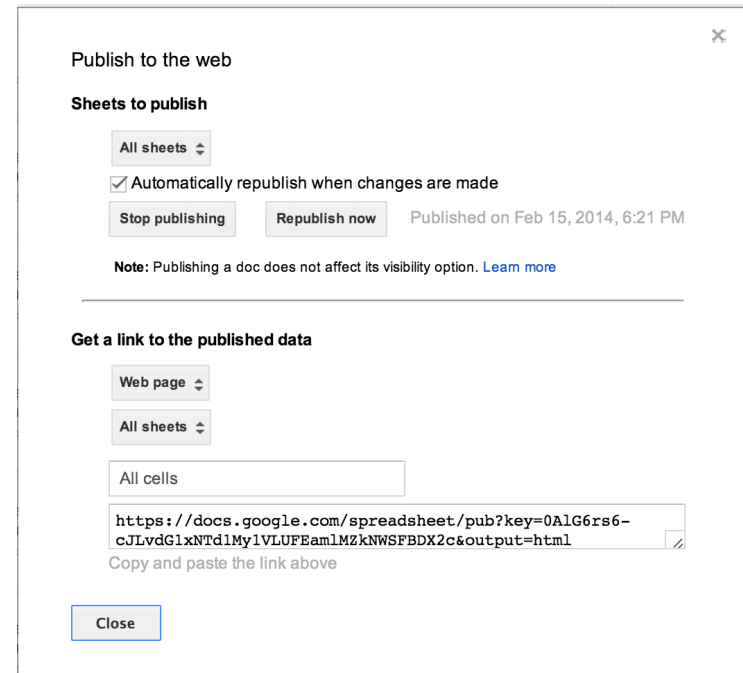 Publish to the web
Sheets to publish
All sheets
Automatically republish when changes are made
Stop publishing Republish now Published on Feb 15, 2014, 6:21 PM
Note: Publishing a doc does not affect its visibility option. Learn more
Get a link to the published data
Web page
All sheets
All cells
https://docs.google.com/spreadsheet/pub?key=0AlG6rs6-
cJLvdG1xNTd1My1VLUFEamlMZkNWSFBDX2c&output=html
Copy and paste the link above
Close